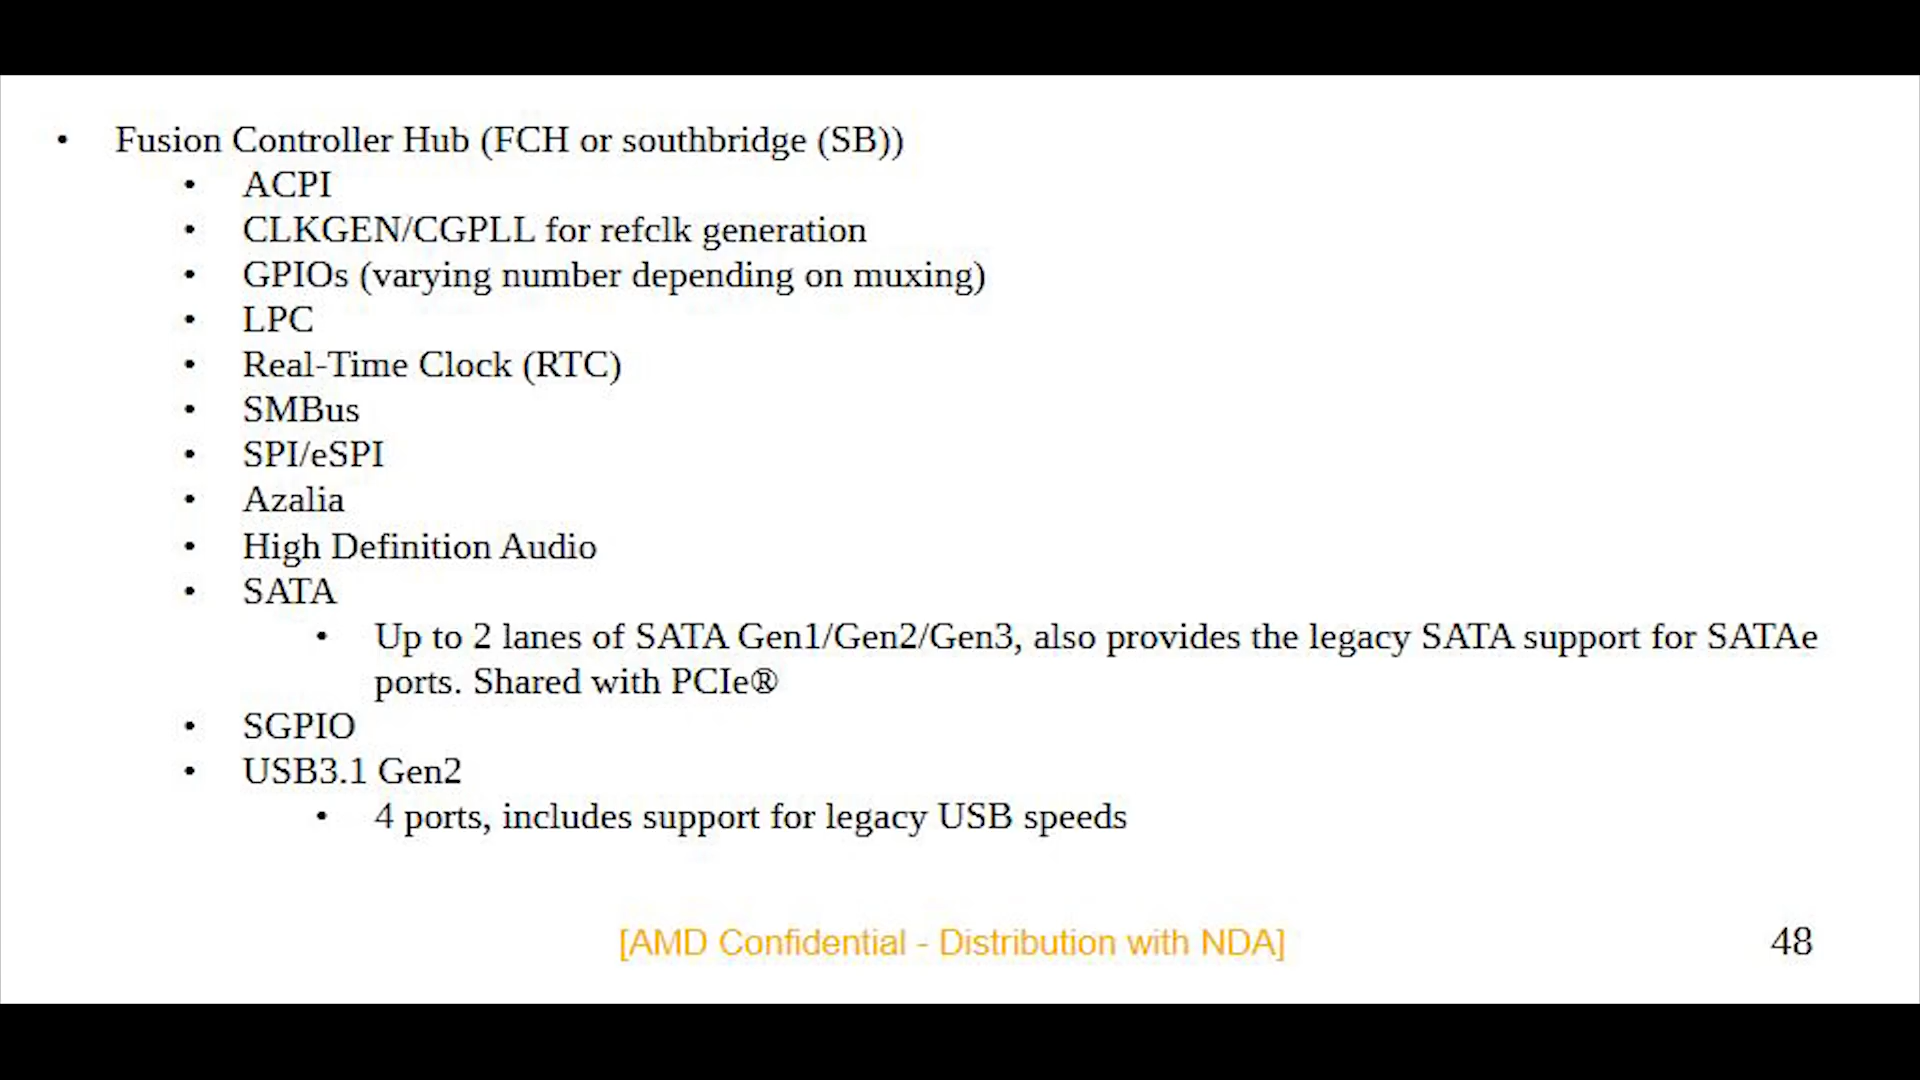 • Fusion Controller Hub (FCH or southbridge (SB))
• ACPI
• CLKGEN/CGPLL for refclk generation
• GPIOs (varying number depending on muxing)
• LPC
• Real-Time Clock (RTC)
• SMBus
• SPI/eSPI
• Azalia
• High Definition Audio
• SATA
• Up to 2 lanes of SATA Gen1/Gen2/Gen3, also provides the legacy SATA support for SATAe
ports. Shared with PCIe®
• SGPIO
• USB3.1 Gen2
• 4 ports, includes support for legacy USB speeds
[AMD Confidential - Distribution with NDA]
48